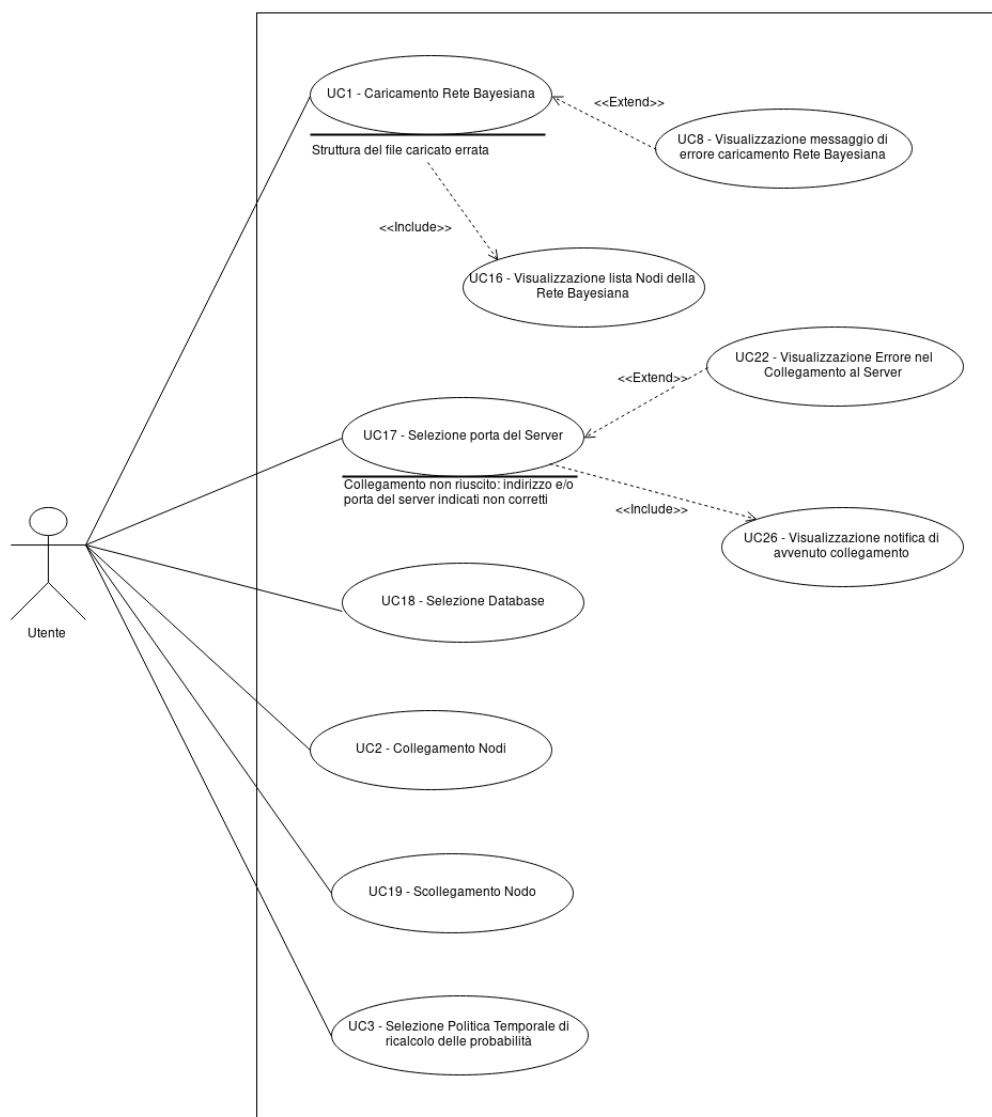 UC1 - Caricamento Rete Bayesiana
<<Extend>>
UC8 - Visualizzazione messaggio di
errore caricamento Rete Bayesiana
Struttura del file caricato errata
<<Include>>
UC16 - Visualizzazione lista Nodi della
Rete Bayesiana
UC22 - Visualizzazione Errore nel
Collegamento al Server
<<Extend>>
UC17 - Selezione porta del Server
Collegamento non riuscito: indirizzo e/o
porta del server indicati non corretti
<<Include>>
UC26 - Visualizzazione notifica di
avvenuto collegamento
UC18 - Selezione Database
Utente
UC2 - Collegamento Nodi
UC19 - Scollegamento Nodo
UC3 - Selezione Politica Temporale di
ricalcolo delle probabilità